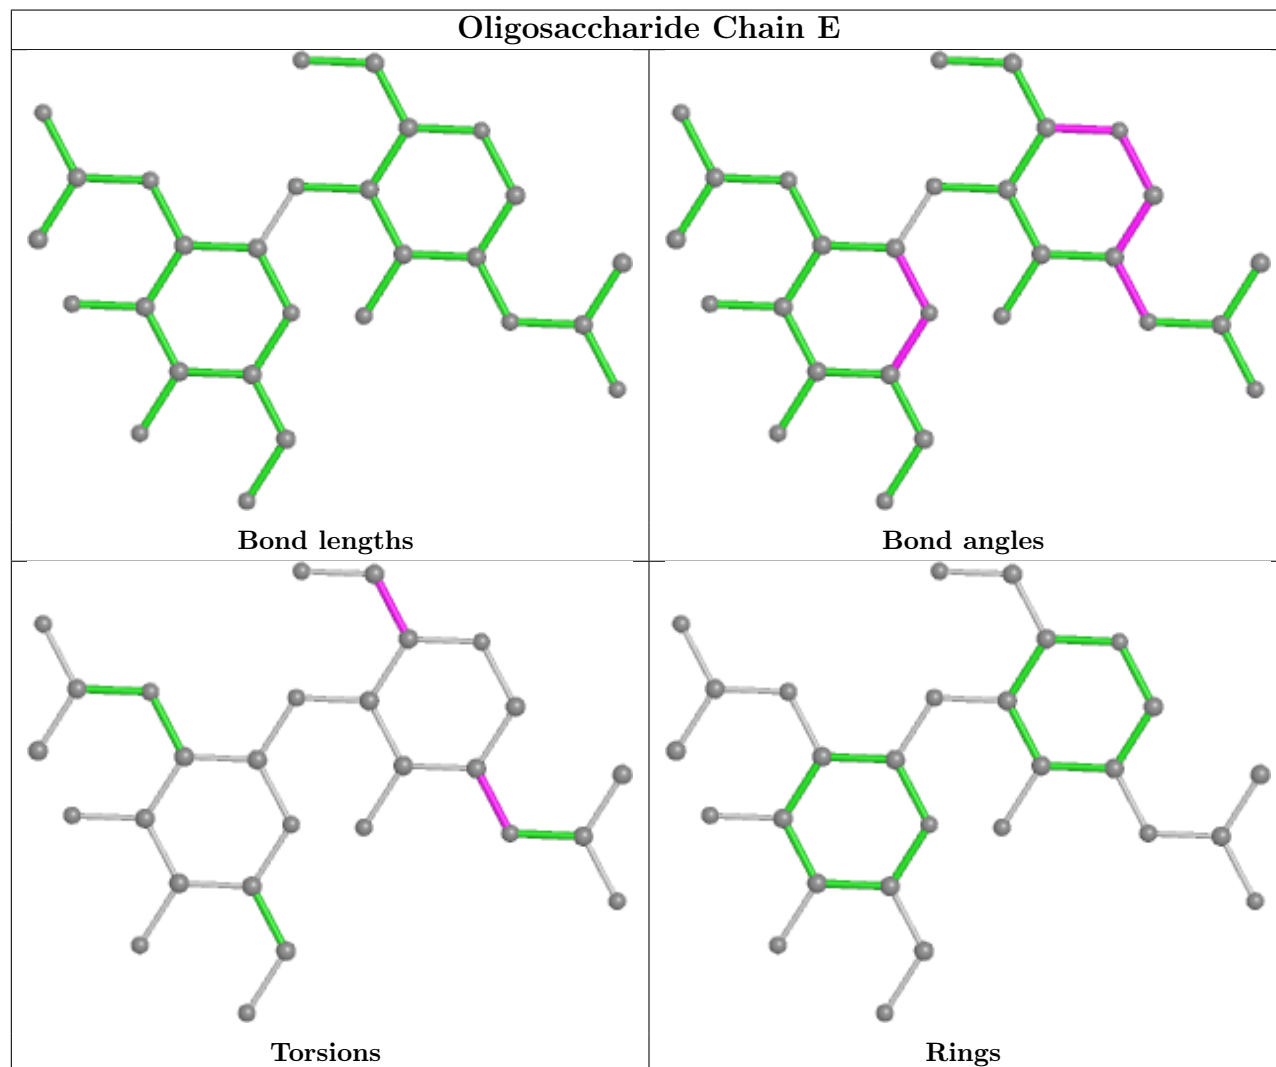 Oligosaccharide Chain E
Bond lengths
Bond angles
Torsions
Rings